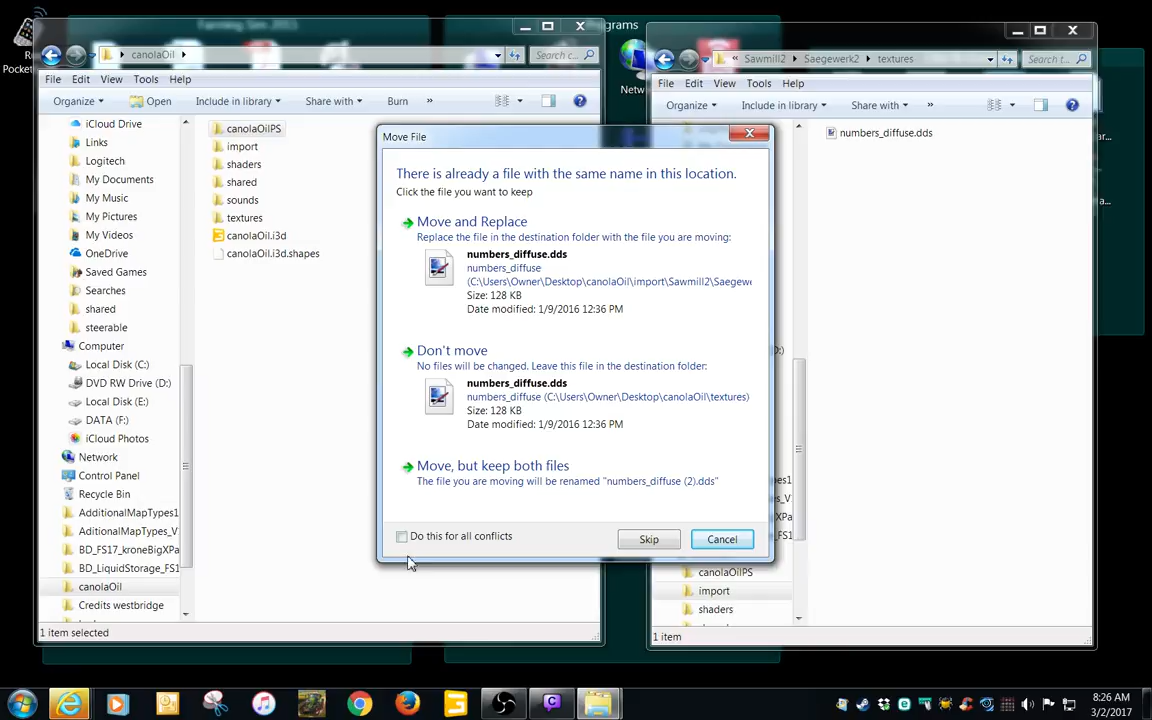 Farming Sim 2015
Programs
canolaOil
Search c...
File Edit View Tools Help
Organize Open Include in library Share with Burn »
iCloud Drive
Links
Logitech
My Documents
My Music
My Pictures
My Videos
OneDrive
Saved Games
Searches
shared
steerable
Computer
Local Disk (C:)
DVD RW Drive (D:)
Local Disk (E:)
DATA (F:)
iCloud Photos
Network
Control Panel
Recycle Bin
AditionalMapTypes1
AditionalMapTypes_V
BD_FS17_kroneBigXPa
BD_LiquidStorage_FS1
canolaOil
Credits westbridge
canolaOilPS
import
shaders
shared
sounds
textures
canolaOil.i3d
canolaOil.i3d.shapes
1 item selected
Move File
There is already a file with the same name in this location.
Click the file you want to keep
Move and Replace
Replace the file in the destination folder with the file you are moving:
numbers_diffuse.dds
numbers_diffuse
(C:\Users\Owner\Desktop\canolaOil\import\Sawmill2\Saegewe
Size: 128 KB
Date modified: 1/9/2016 12:36 PM
Don't move
No files will be changed. Leave this file in the destination folder:
numbers_diffuse.dds
numbers_diffuse (C:\Users\Owner\Desktop\canolaOil\textures)
Size: 128 KB
Date modified: 1/9/2016 12:36 PM
Move, but keep both files
The file you are moving will be renamed "numbers_diffuse (2).dds"
Do this for all conflicts
Skip Cancel
« Sawmill2 Saegewerk2 textures
Search t...
File Edit View Tools Help
Organize Include in library Share with »
numbers_diffuse.dds
canolaOilPS
import
shaders
1 item
Pocket
Netw
8:26 AM
3/2/2017